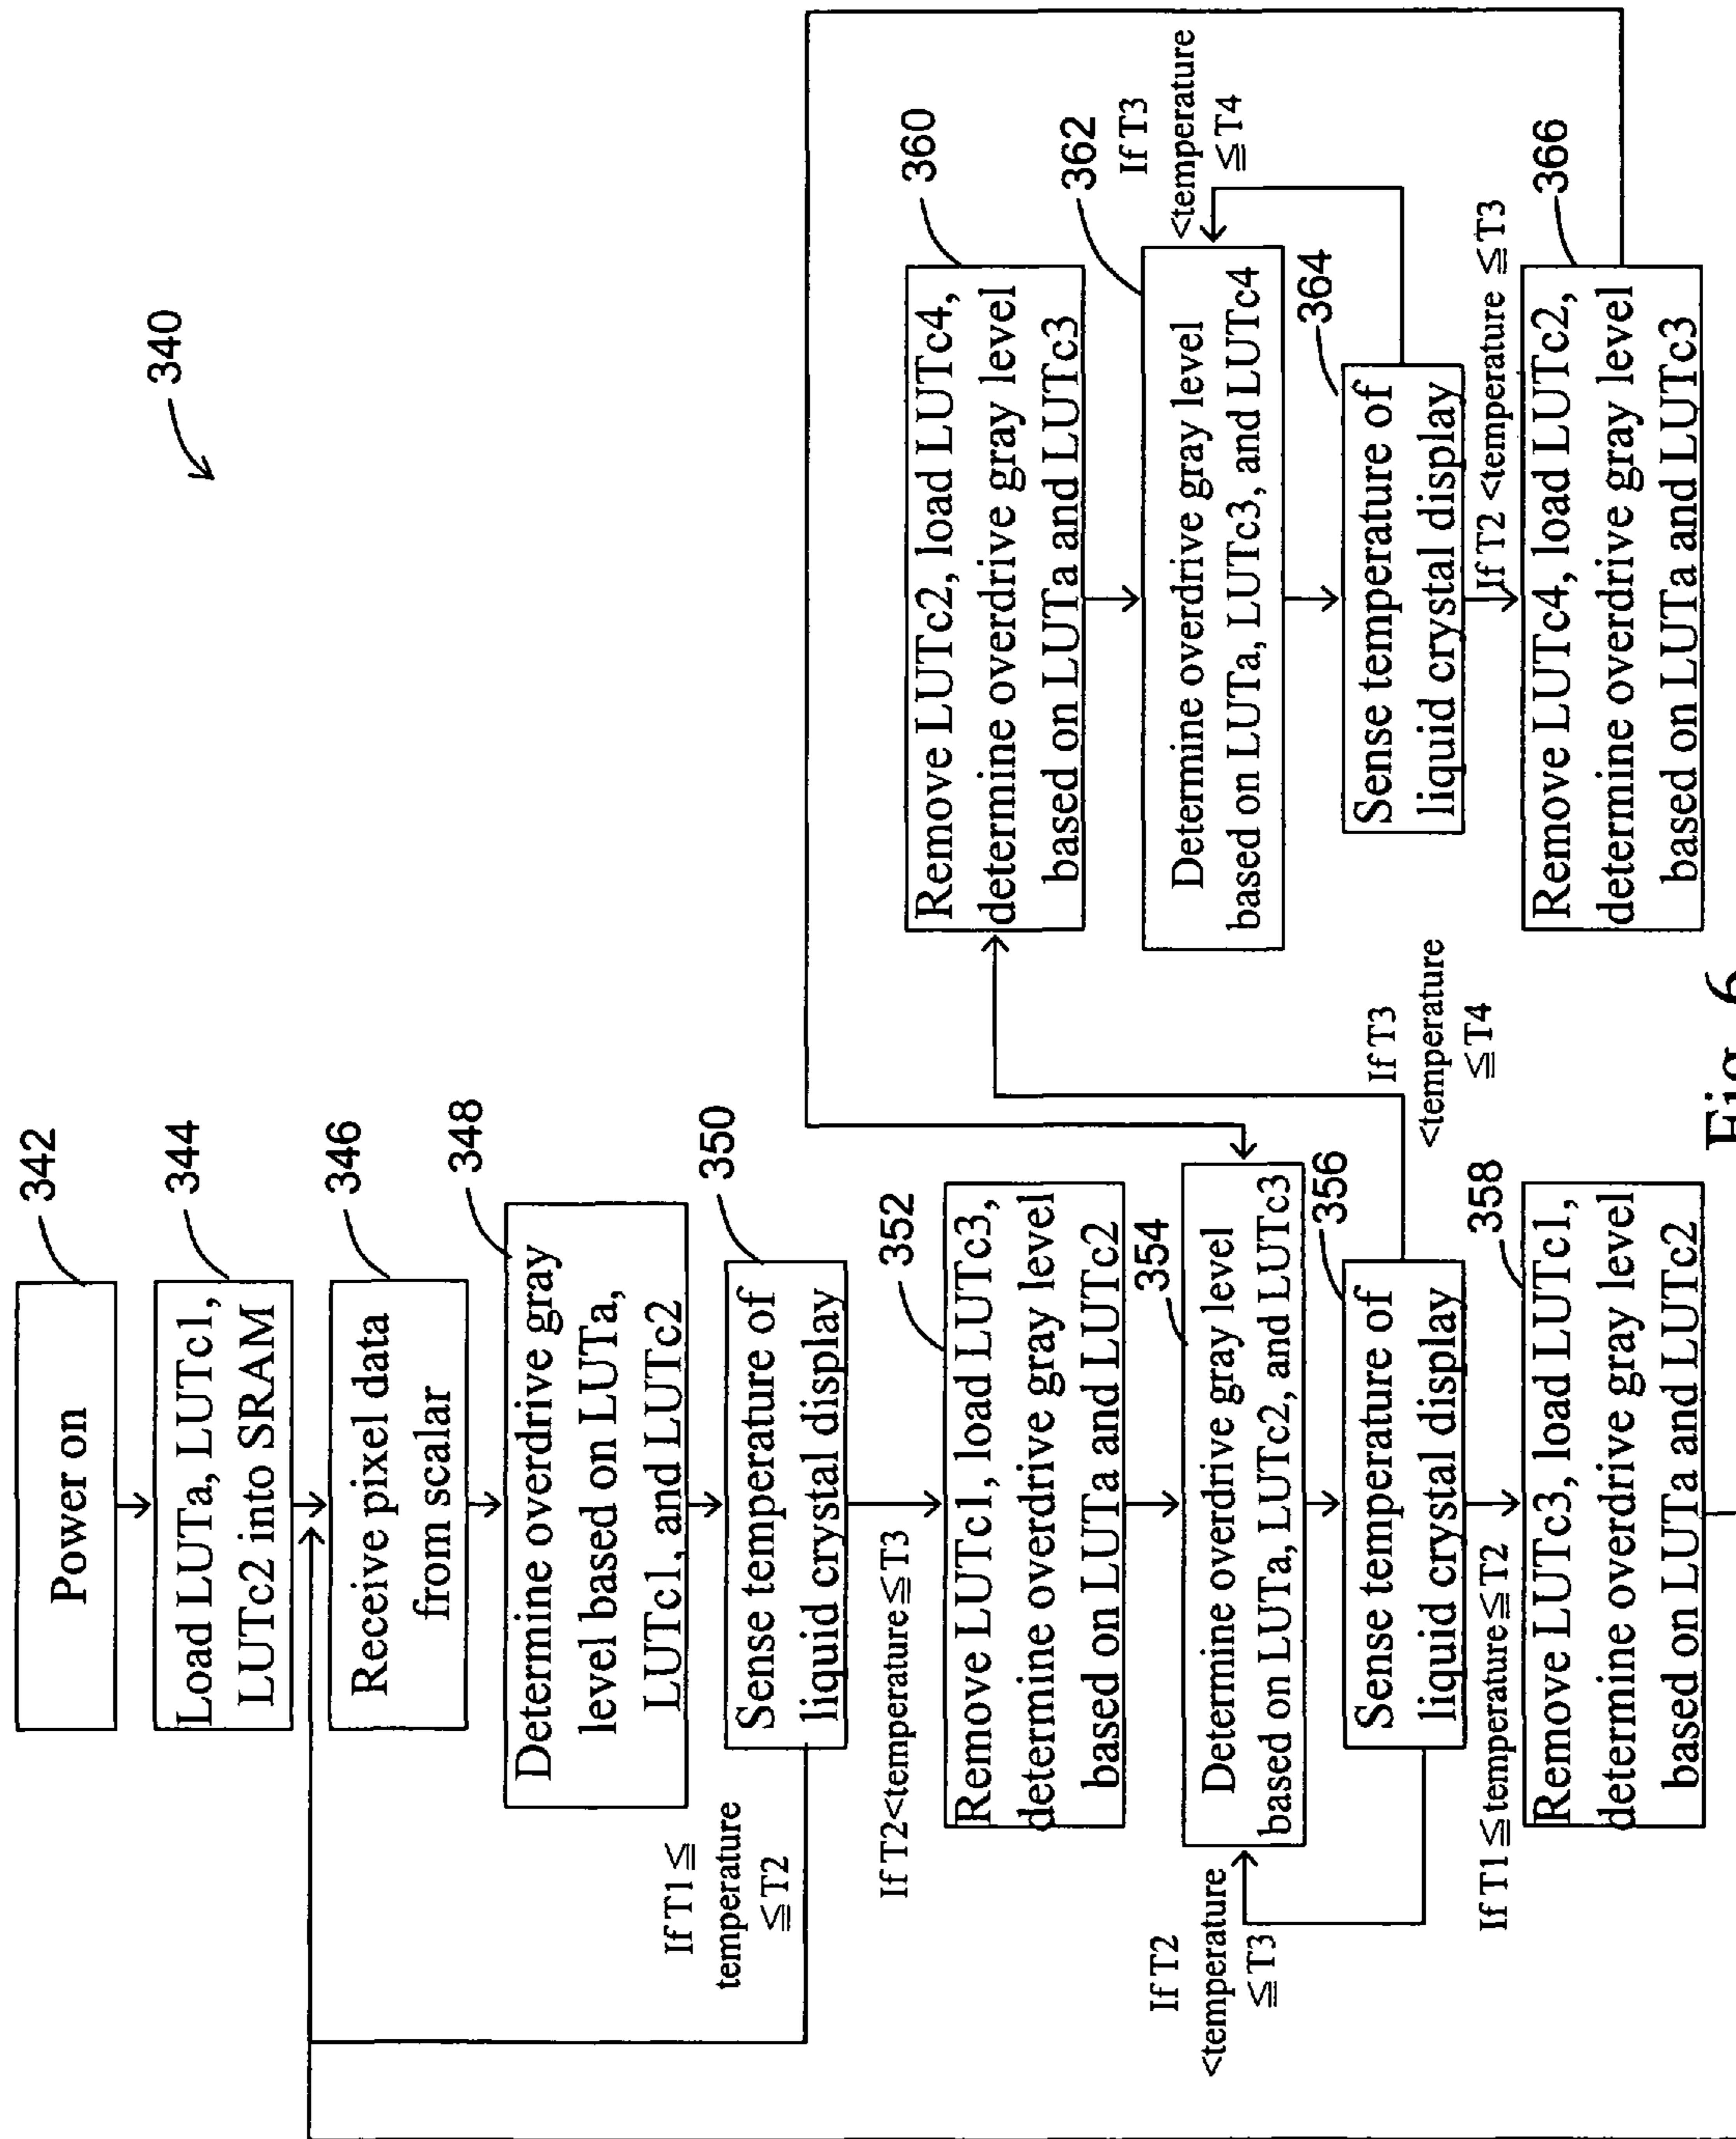 340
Power on
342
Load LUTa, LUTc1,
LUTc2 into SRAM
344
Receive pixel data
from scalar
346
Determine overdrive gray
level based on LUTa,
LUTc1, and LUTc2
348
Sense temperature of
liquid crystal display
350
If T1≦
temperature
≦T2
If T2<temperature≦T3
Remove LUTc1, load LUTc3,
determine overdrive gray level
based on LUTa and LUTc2
352
Determine overdrive gray level
based on LUTa, LUTc2, and LUTc3
354
Sense temperature of
liquid crystal display
356
If T2
<temperature
≦T3
If T1≦temperature≦T2
Remove LUTc3, load LUTc1,
determine overdrive gray level
based on LUTa and LUTc2
358
If T3
<temperature
≦T4
Remove LUTc2, load LUTc4,
determine overdrive gray level
based on LUTa and LUTc3
360
Determine overdrive gray level
based on LUTa, LUTc3, and LUTc4
362
If T3
<temperature
≦T4
Sense temperature of
liquid crystal display
364
If T2 <temperature ≦T3
Remove LUTc4, load LUTc2,
determine overdrive gray level
based on LUTa and LUTc3
366
Fig. 6